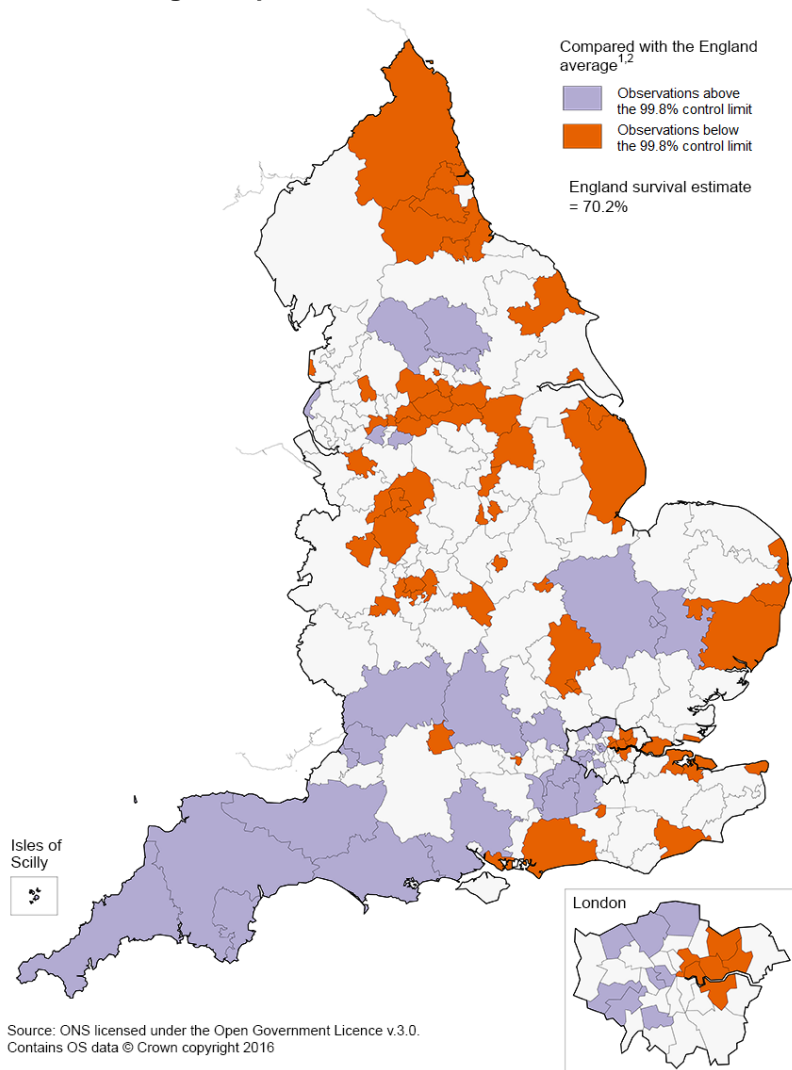 Compared with the England
average1,2
Observations above
the 99.8% control limit
Observations below
the 99.8% control limit
England survival estimate
= 70.2%
Isles of
Scilly
London
Source: ONS licensed under the Open Government Licence v.3.0.
Contains OS data © Crown copyright 2016